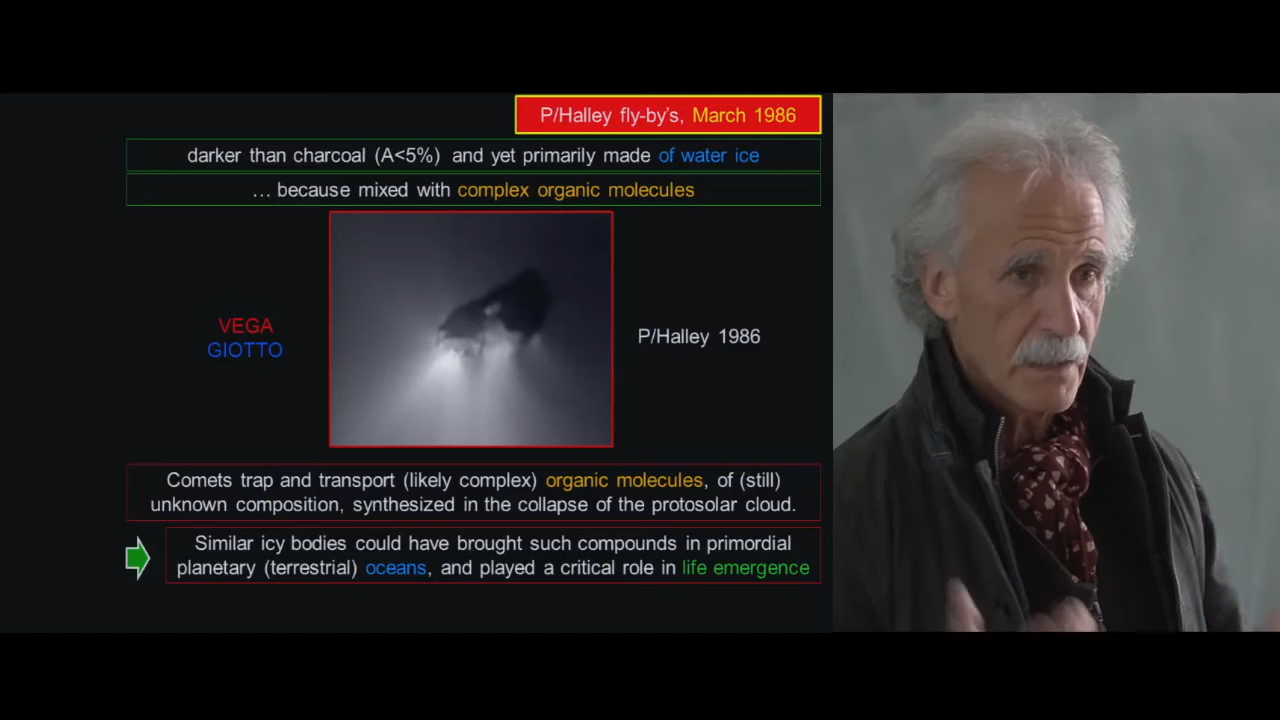 P/Halley fly-by's, March 1986
darker than charcoal (A<5%) and yet primarily made of water ice
… because mixed with complex organic molecules
VEGA
GIOTTO
P/Halley 1986
Comets trap and transport (likely complex) organic molecules, of (still)
unknown composition, synthesized in the collapse of the protosolar cloud.
Similar icy bodies could have brought such compounds in primordial
planetary (terrestrial) oceans, and played a critical role in life emergence